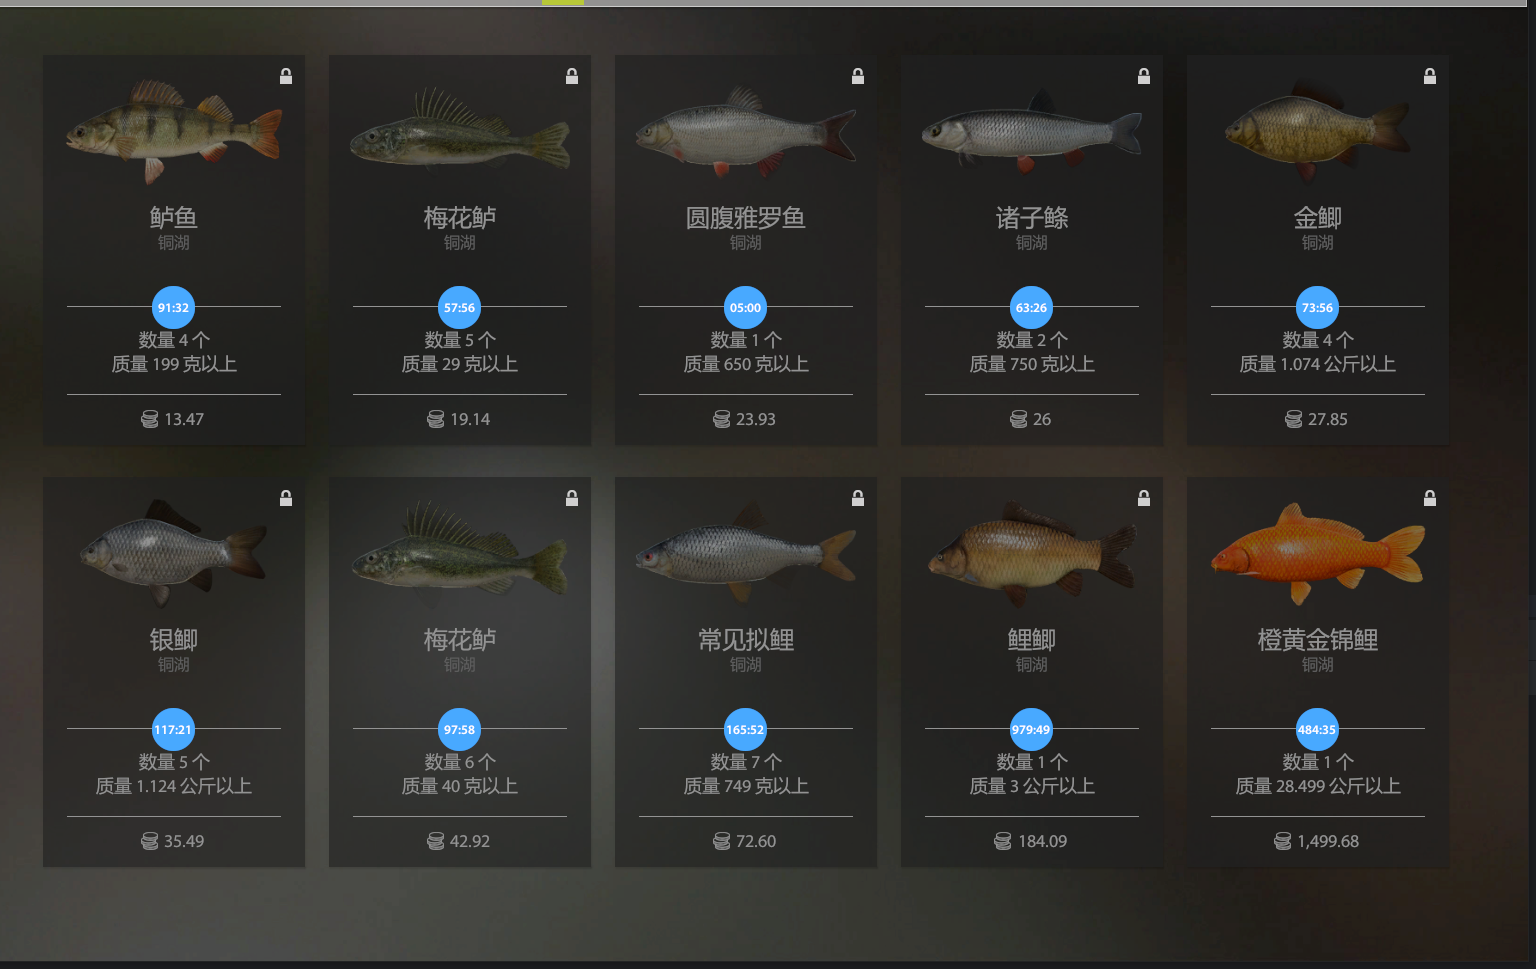 鲈鱼
铜湖
91:32
数量 4 个
质量 199 克以上
13.47
梅花鲈
铜湖
57:56
数量 5 个
质量 29 克以上
19.14
圆腹雅罗鱼
铜湖
05:00
数量 1 个
质量 650 克以上
23.93
诸子鲦
铜湖
63:26
数量 2 个
质量 750 克以上
26
金鲫
铜湖
73:56
数量 4 个
质量 1.074 公斤以上
27.85
银鲫
铜湖
117:21
数量 5 个
质量 1.124 公斤以上
35.49
梅花鲈
铜湖
97:58
数量 6 个
质量 40 克以上
42.92
常见拟鲤
铜湖
165:52
数量 7 个
质量 749 克以上
72.60
鲤鲫
铜湖
979:49
数量 1 个
质量 3 公斤以上
184.09
橙黄金锦鲤
铜湖
484:35
数量 1 个
质量 28.499 公斤以上
1,499.68